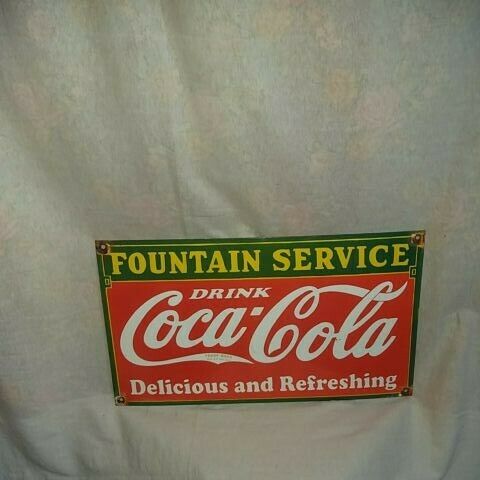 FOUNTAIN SERVICE
DRINK
Coca-Cola
Delicious and Refreshing